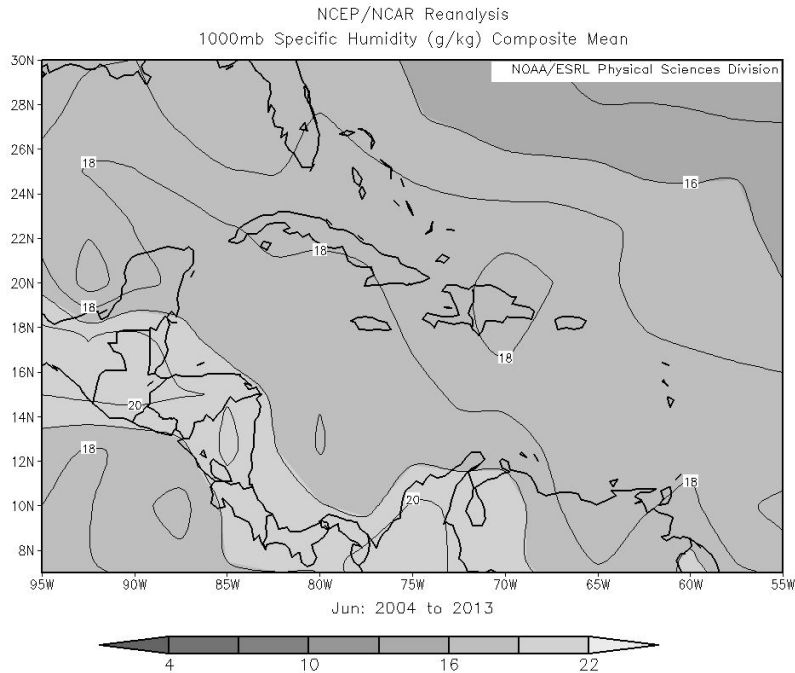 NCEP/NCAR Reanalysis
1000mb Specific Humidity (g/kg) Composite Mean
NOAA/ESRL Physical Sciences Division
30N
28N
26N
24N
22N
20N
18N
16N
14N
12N
10N
8N
18
16
18
18
18
20
18
20
18
95W 90W 85W 80W 75W 70W 65W 60W 55W
Jun: 2004 to 2013
4 10 16 22